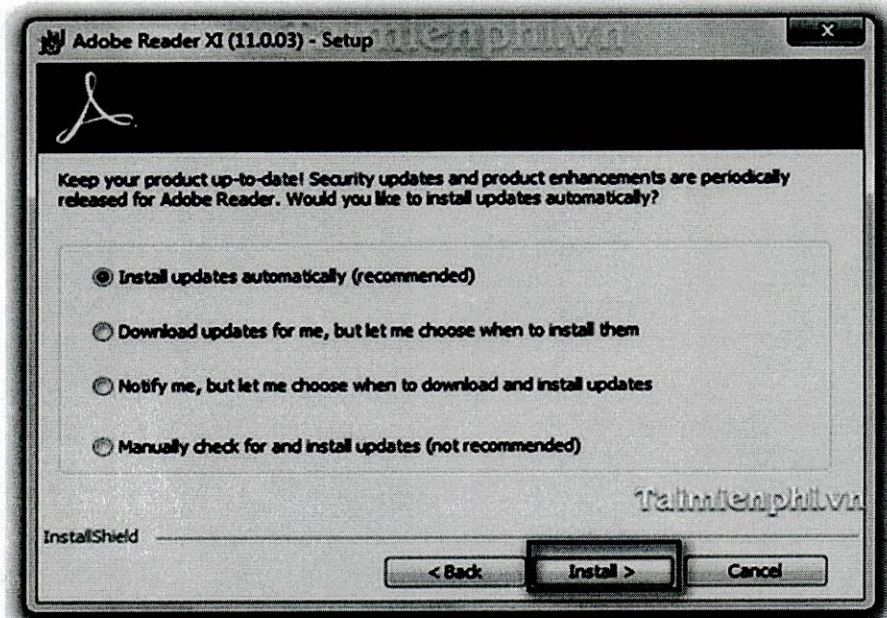 Adobe Reader XI (11.0.03) - Setup
Taimienphi.vn
Keep your product up-to-date! Security updates and product enhancements are periodically
released for Adobe Reader. Would you like to install updates automatically?
Install updates automatically (recommended)
Download updates for me, but let me choose when to install them
Notify me, but let me choose when to download and install updates
Manually check for and install updates (not recommended)
Taimienphi.vn
InstallShield
< Back
Install >
Cancel